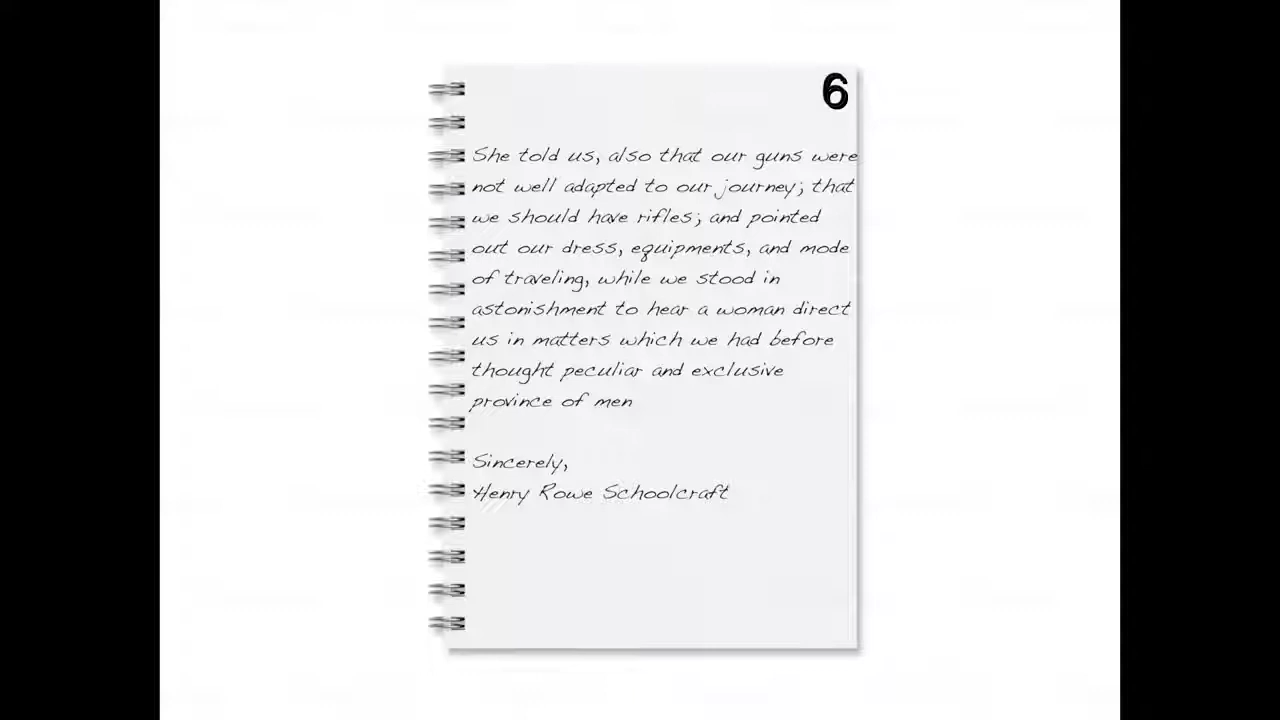 6
She told us, also that our guns were
not well adapted to our journey; that
we should have rifles; and pointed
out our dress, equipments, and mode
of traveling, while we stood in
astonishment to hear a woman direct
us in matters which we had before
thought peculiar and exclusive
province of men
Sincerely,
Henry Rowe Schoolcraft